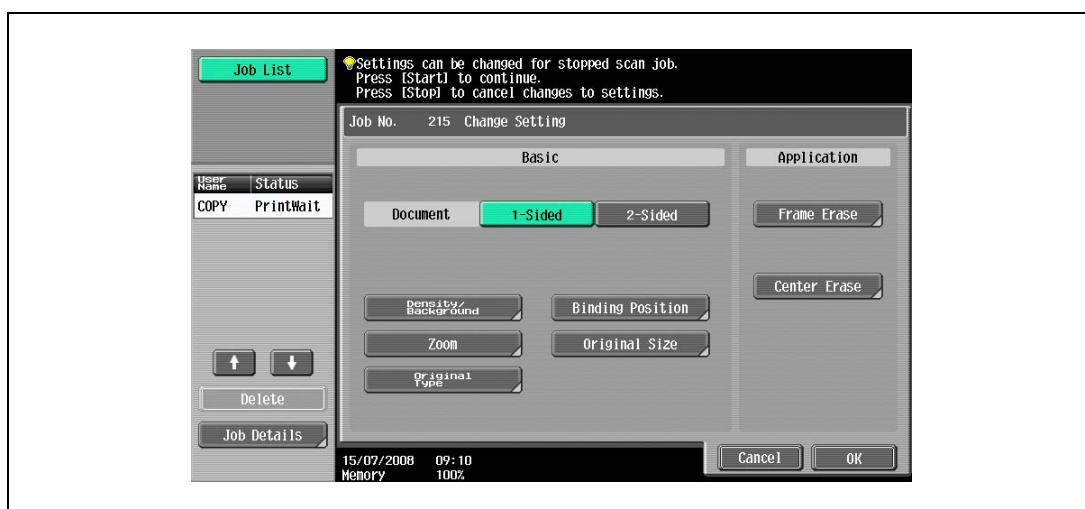 Job List
Settings can be changed for stopped scan job.
Press [Start] to continue.
Press [Stop] to cancel changes to settings.
Job No. 215 Change Setting
Basic
Application
User Name Status
COPY PrintWait
Document 1-Sided 2-Sided
Frame Erase
Center Erase
Density/
Background
Binding Position
Zoom
Original Size
Original
Type
Delete
Job Details
Cancel OK
15/07/2008 09:10
Memory 100%